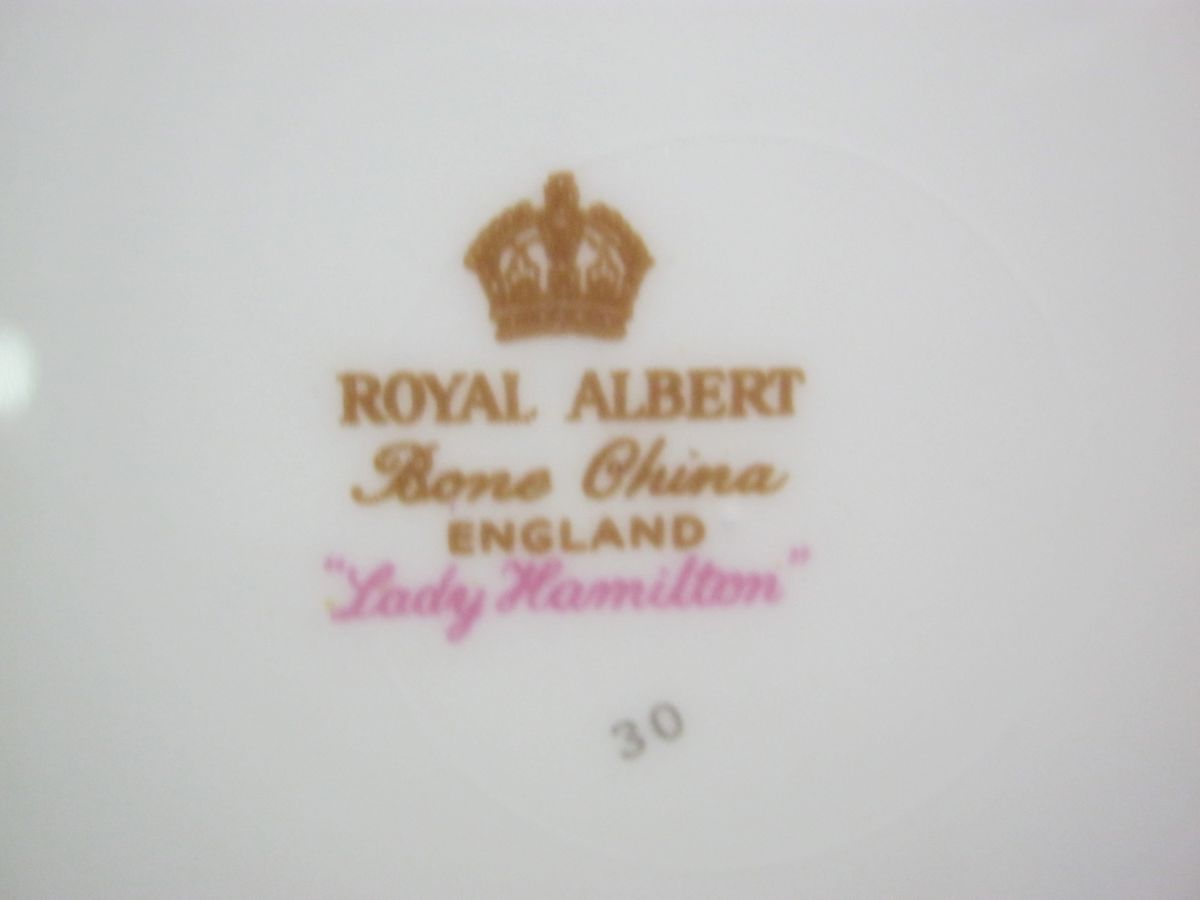 ROYAL ALBERT
Bone China
ENGLAND
"Lady Hamilton"
30